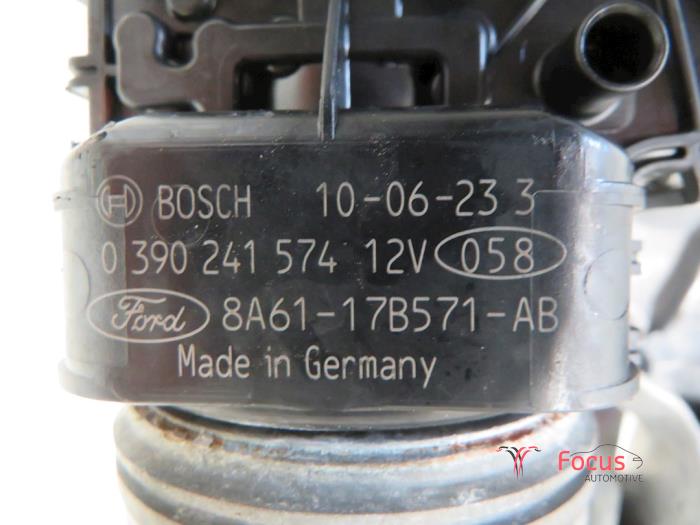 BOSCH 10-06-23 3
0 390 241 574 12V 058
Ford 8A61-17B571-AB
Made in Germany
Focus
AUTOMOTIVE